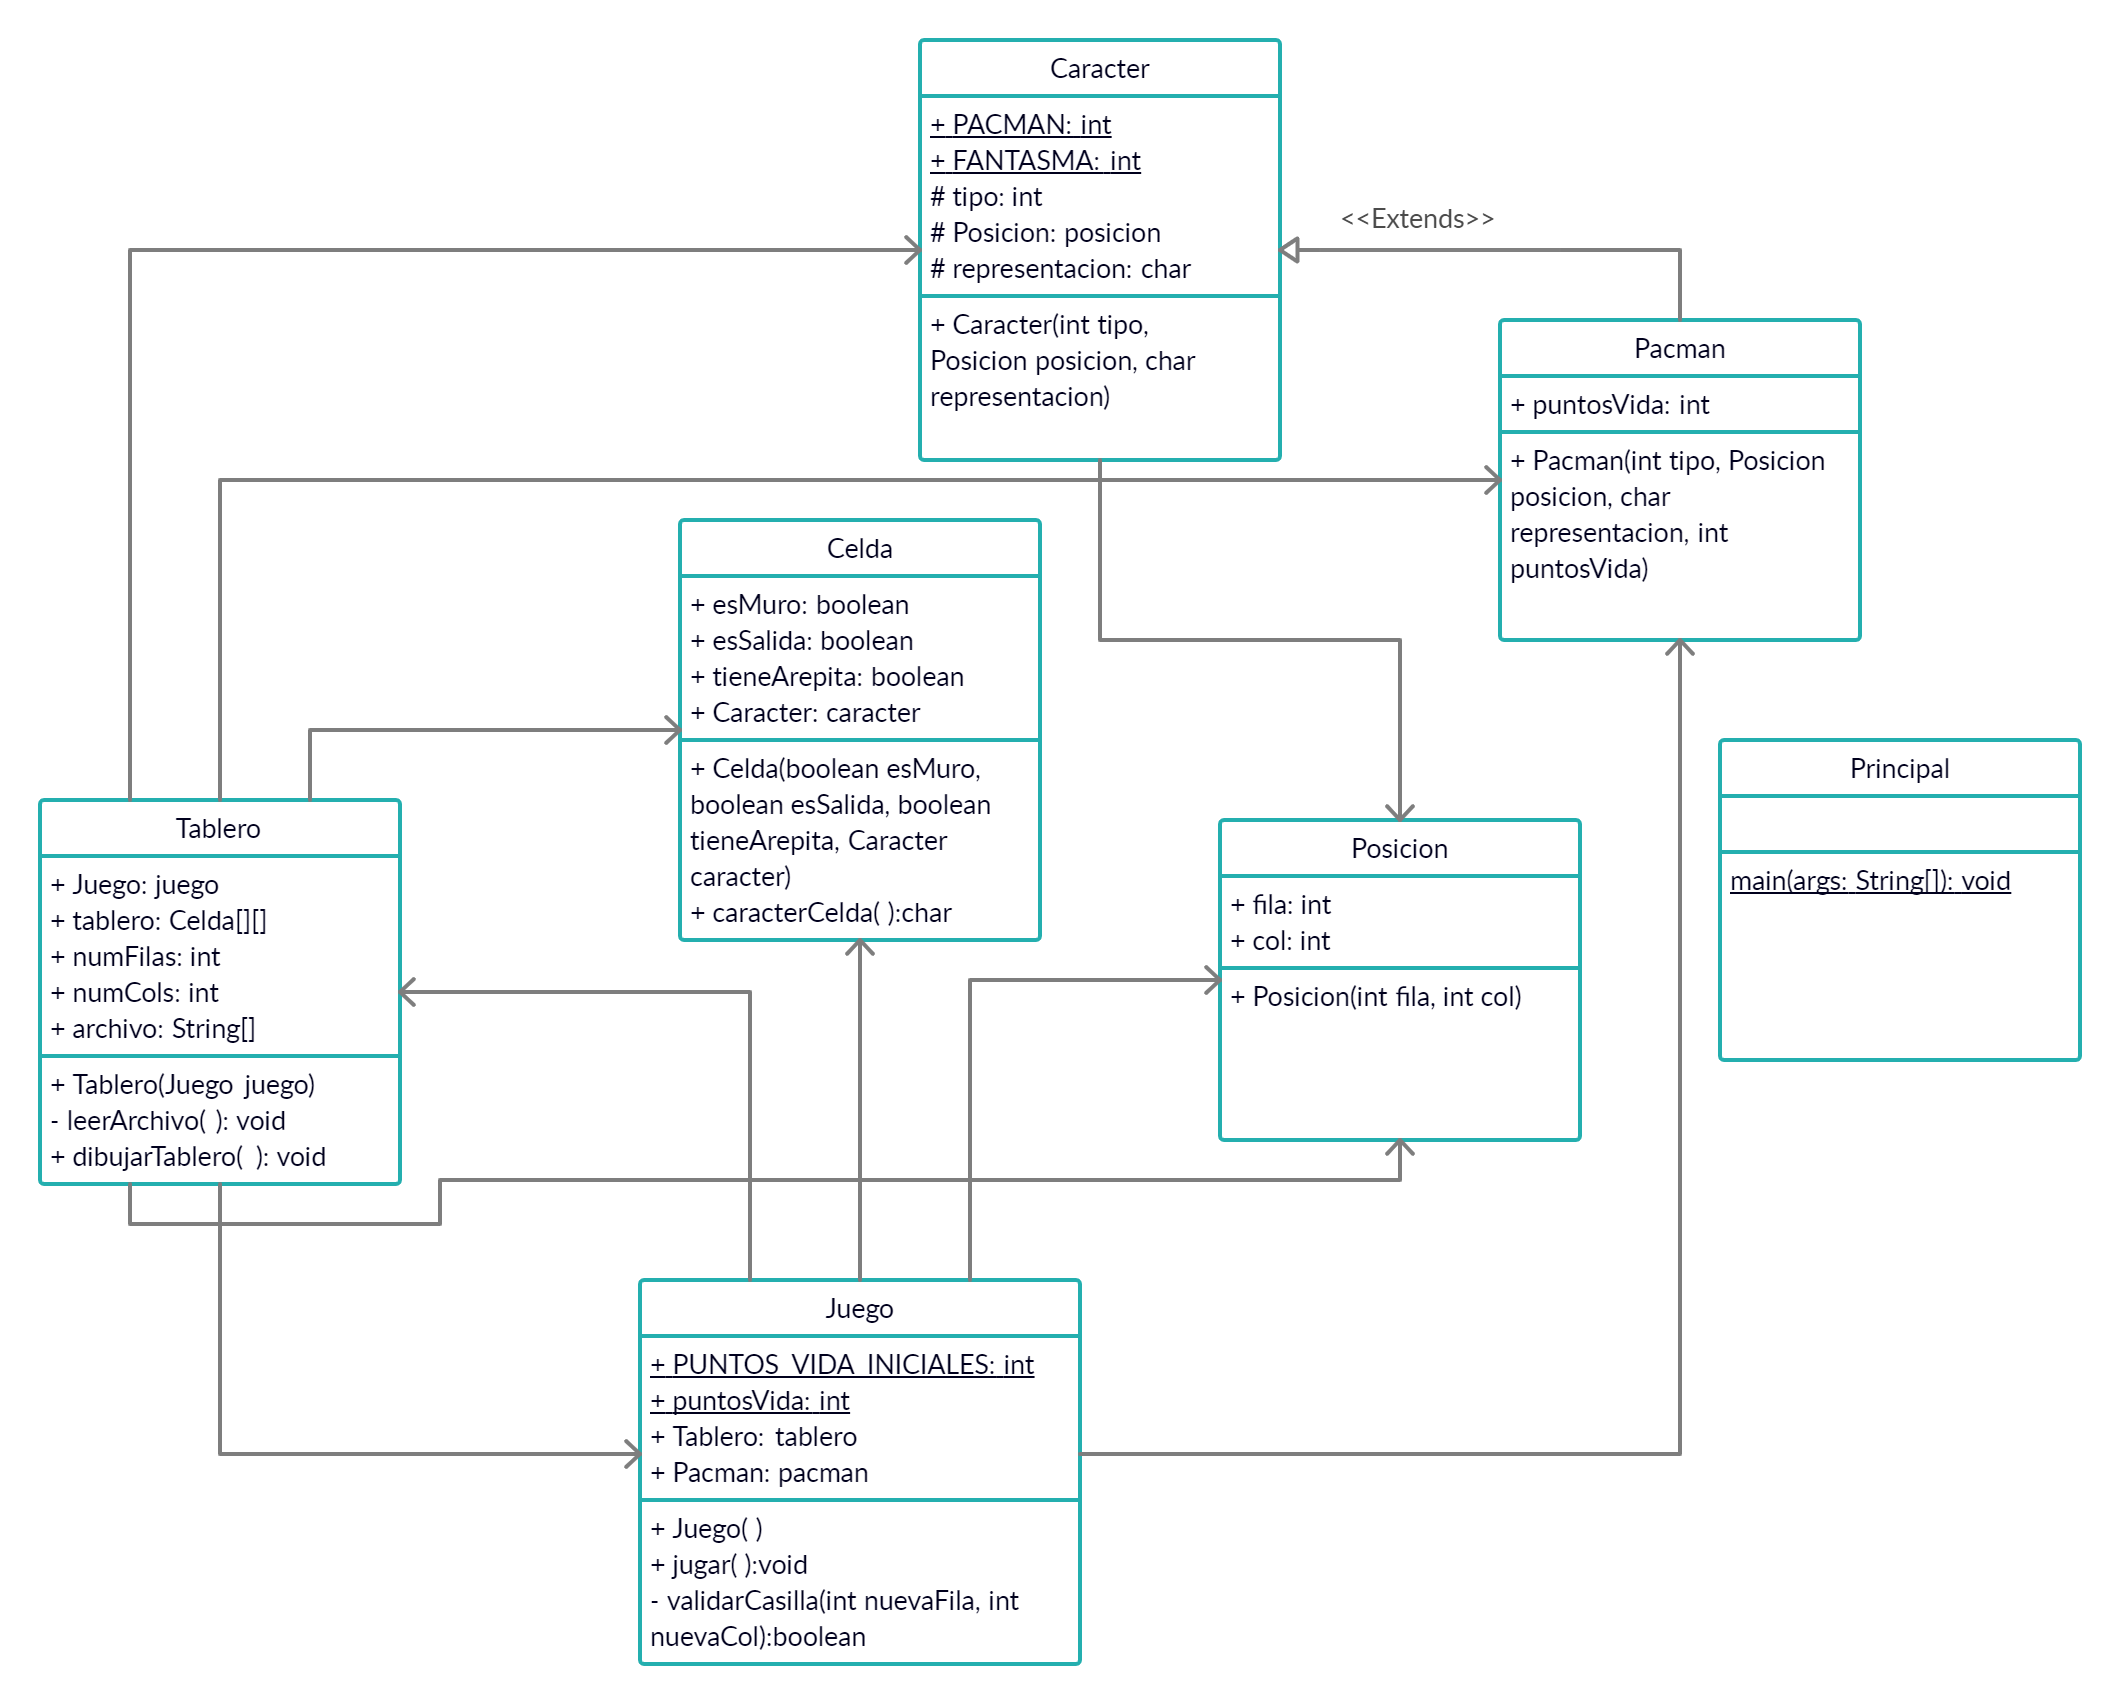 Caracter
+ PACMAN: int
+ FANTASMA: int
# tipo: int
# Posicion: posicion
# representacion: char
+ Caracter(int tipo,
Posicion posicion, char
representacion)
<<Extends>>
Pacman
+ puntosVida: int
+ Pacman(int tipo, Posicion
posicion, char
representacion, int
puntosVida)
Celda
+ esMuro: boolean
+ esSalida: boolean
+ tieneArepita: boolean
+ Caracter: caracter
+ Celda(boolean esMuro,
boolean esSalida, boolean
tieneArepita, Caracter
caracter)
+ caracterCelda( ):char
Principal
main(args: String[]): void
Tablero
+ Juego: juego
+ tablero: Celda[][]
+ numFilas: int
+ numCols: int
+ archivo: String[]
+ Tablero(Juego juego)
- leerArchivo( ): void
+ dibujarTablero( ): void
Posicion
+ fila: int
+ col: int
+ Posicion(int fila, int col)
Juego
+ PUNTOS_VIDA_INICIALES: int
+ puntosVida: int
+ Tablero: tablero
+ Pacman: pacman
+ Juego( )
+ jugar( ):void
- validarCasilla(int nuevaFila, int
nuevaCol):boolean